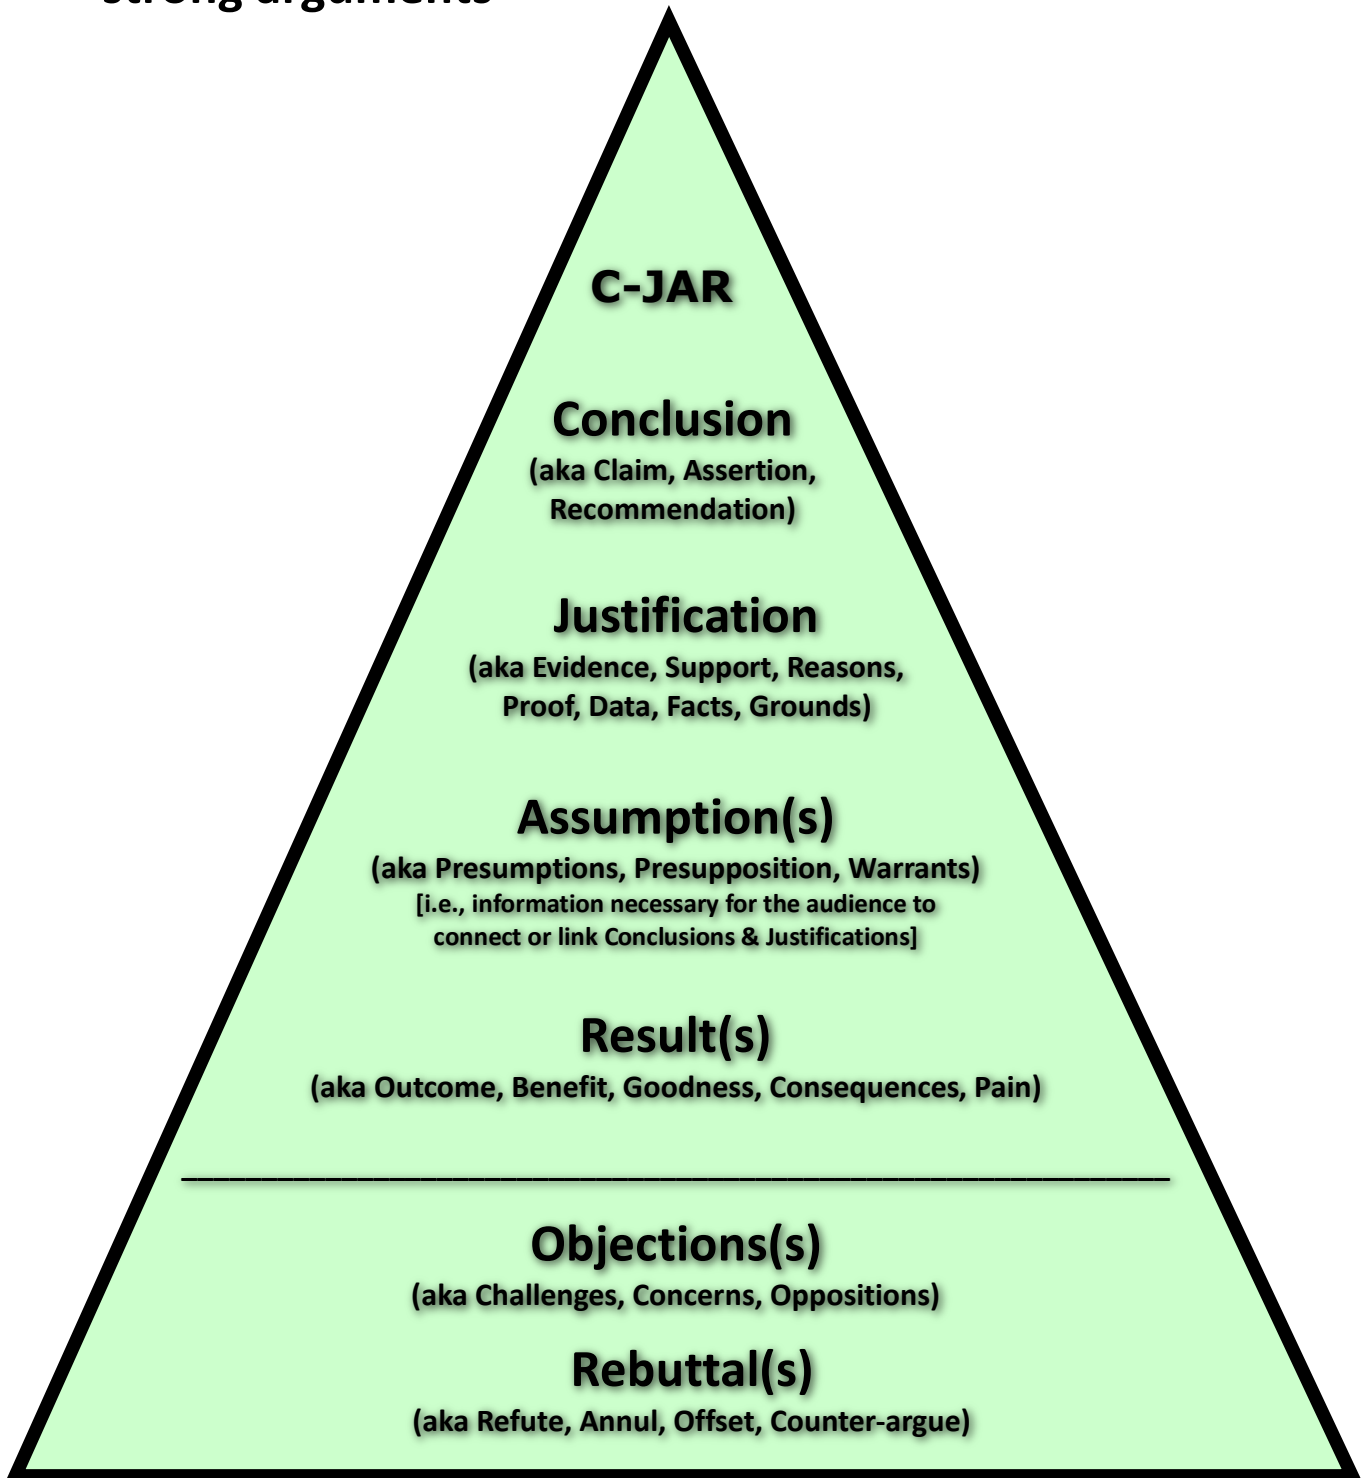 strong arguments
C-JAR
Conclusion
(aka Claim, Assertion,
Recommendation)
Justification
(aka Evidence, Support, Reasons,
Proof, Data, Facts, Grounds)
Assumption(s)
(aka Presumptions, Presupposition, Warrants)
[i.e., information necessary for the audience to
connect or link Conclusions & Justifications]
Result(s)
(aka Outcome, Benefit, Goodness, Consequences, Pain)
Objections(s)
(aka Challenges, Concerns, Oppositions)
Rebuttal(s)
(aka Refute, Annul, Offset, Counter-argue)